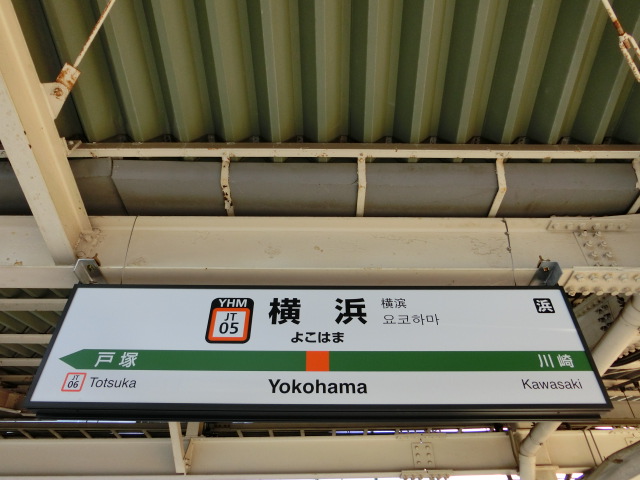 YHM
JT
05
横浜
横滨
요코하마
よこはま
浜
戸塚
川崎
JT
06
Totsuka
Yokohama
Kawasaki